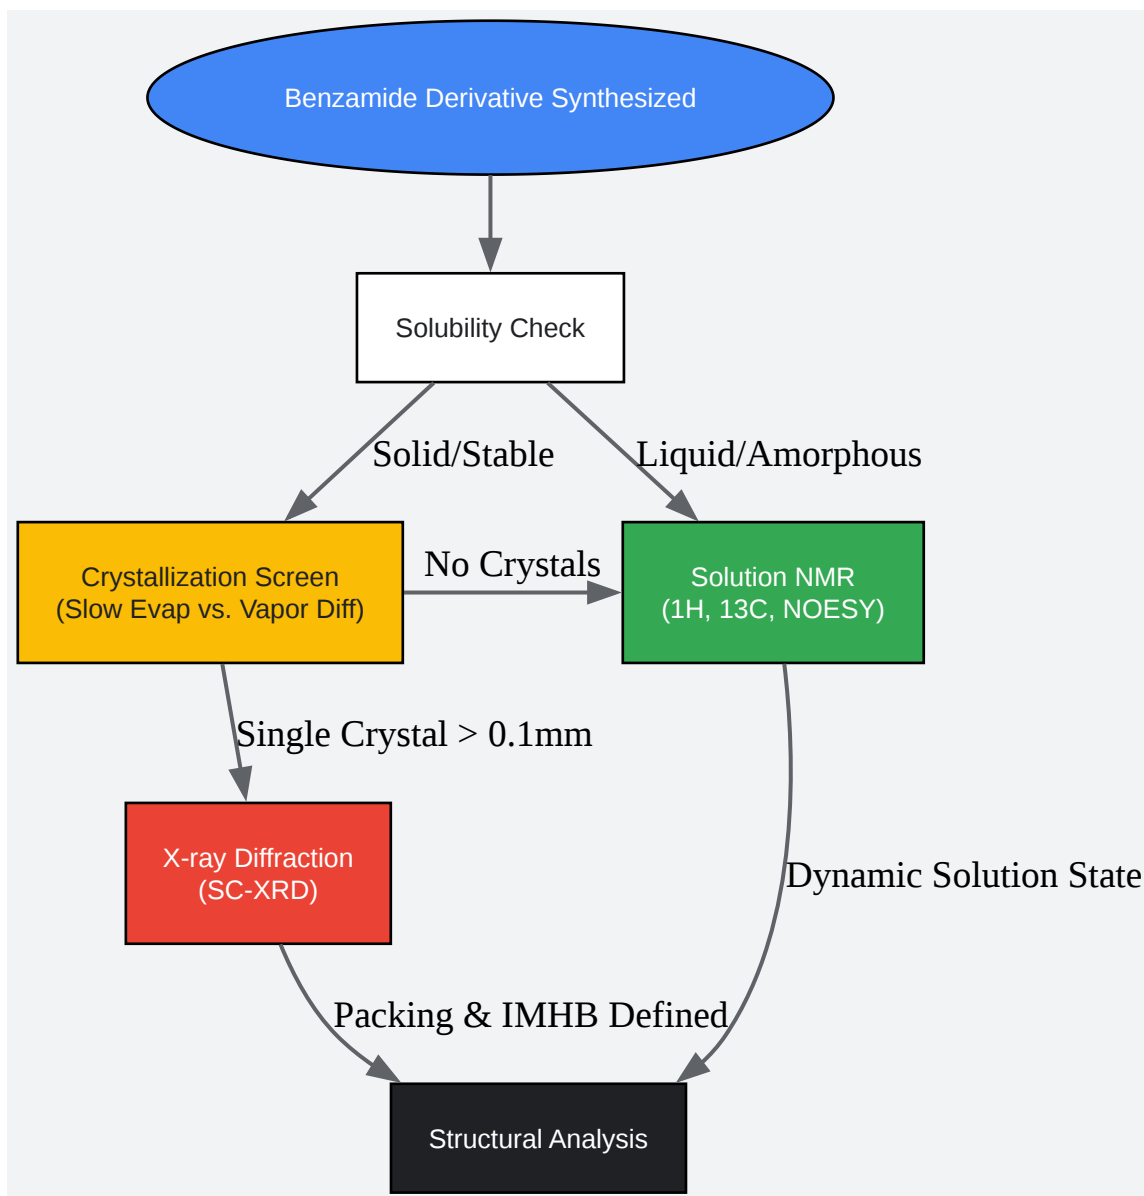 Benzamide Derivative Synthesized
Solubility Check
Solid/Stable
Liquid/Amorphous
Crystallization Screen
(Slow Evap vs. Vapor Diff)
No Crystals
Solution NMR
(1H, 13C, NOESY)
Single Crystal > 0.1mm
X-ray Diffraction
(SC-XRD)
Dynamic Solution State
Packing & IMHB Defined
Structural Analysis